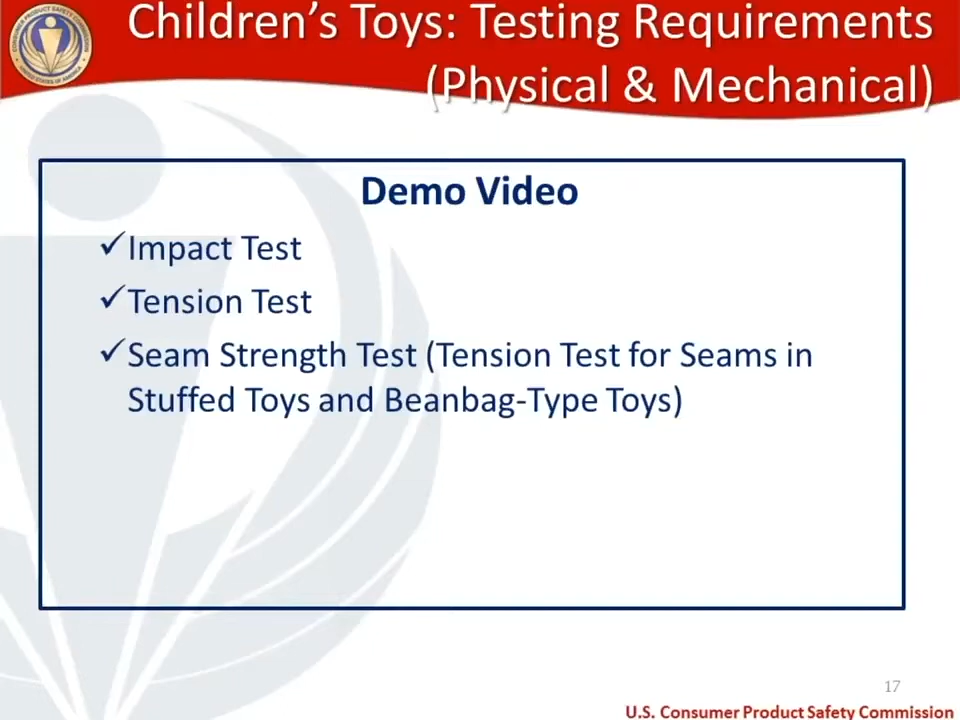 Children’s Toys: Testing Requirements
(Physical & Mechanical)
Demo Video
✓Impact Test
✓Tension Test
✓Seam Strength Test (Tension Test for Seams in
Stuffed Toys and Beanbag-Type Toys)
17
U.S. Consumer Product Safety Commission